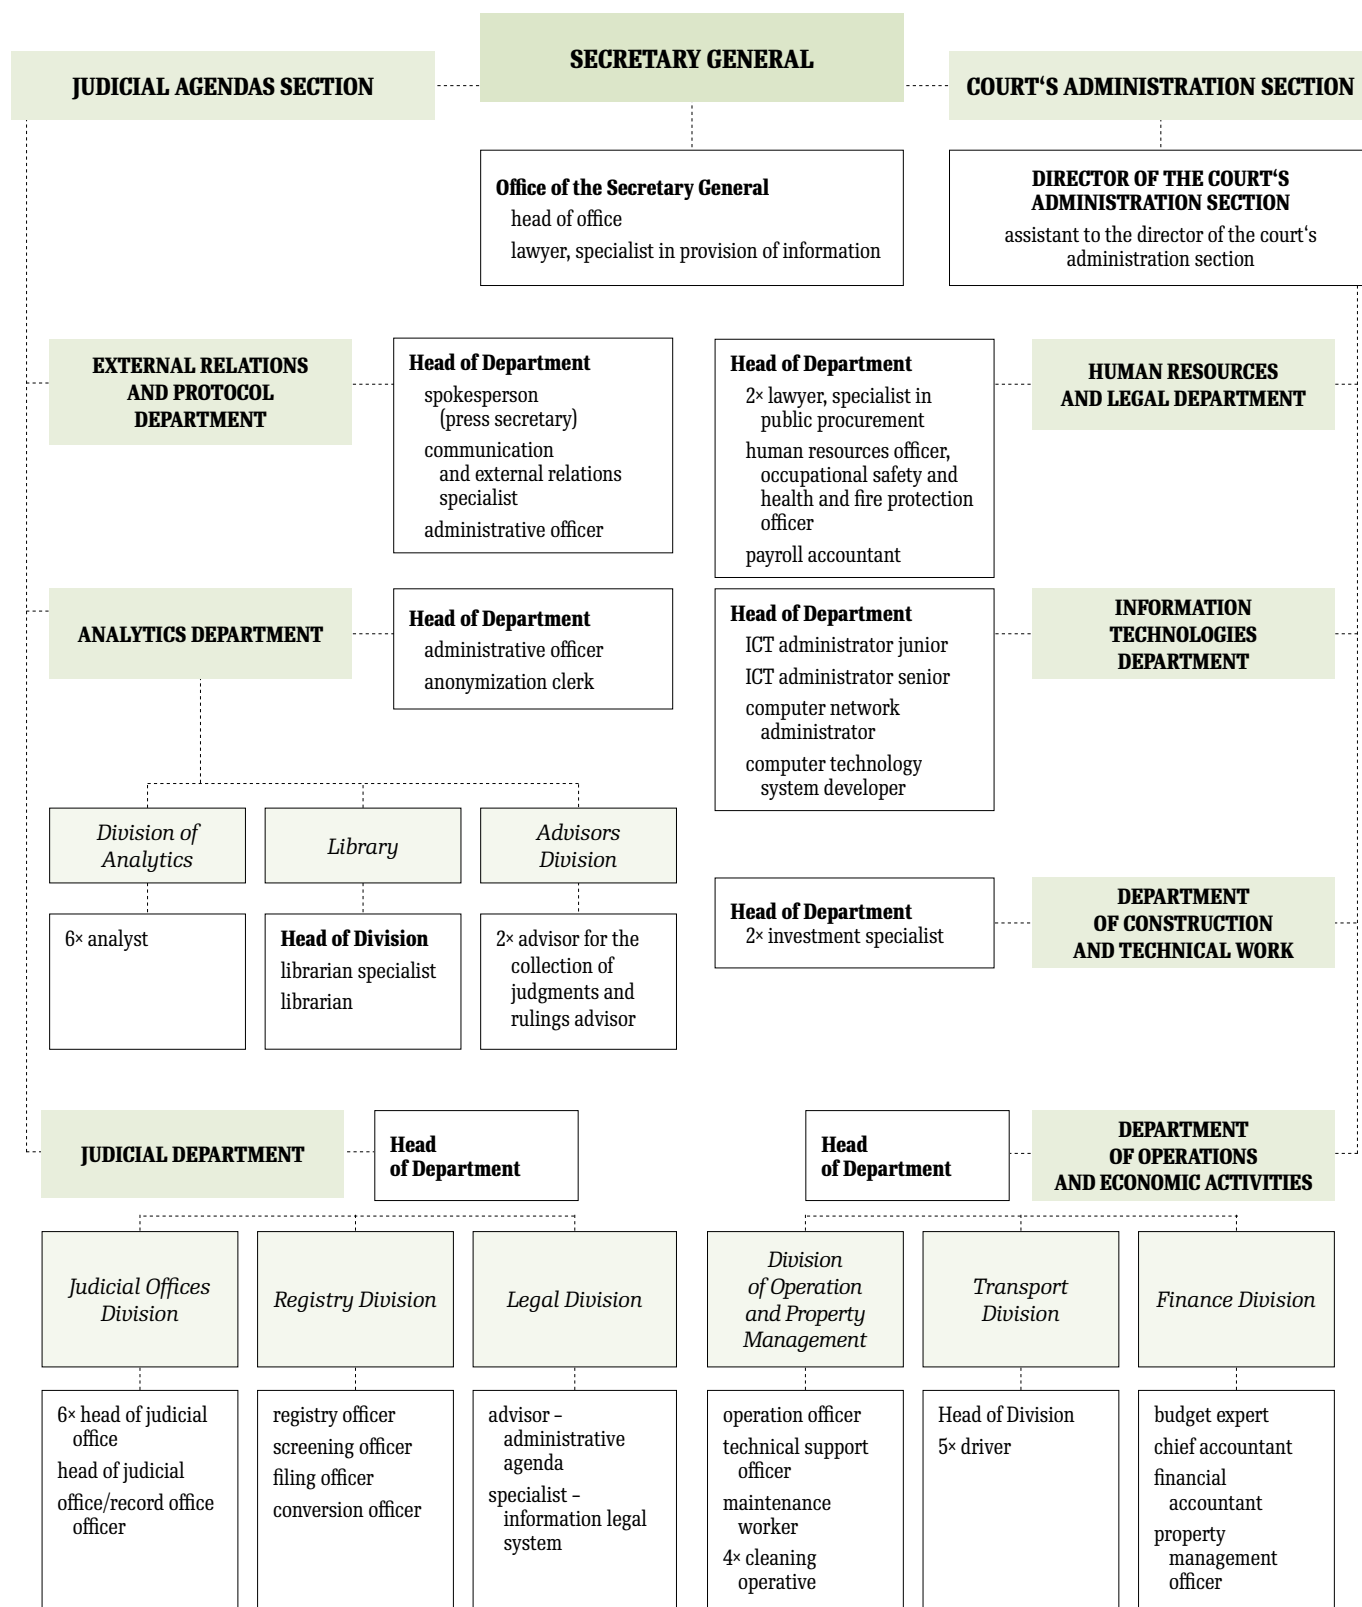 SECRETARY GENERAL
JUDICIAL AGENDAS SECTION
COURT‘S ADMINISTRATION SECTION
Office of the Secretary General
head of office
lawyer, specialist in provision of information
DIRECTOR OF THE COURT‘S
ADMINISTRATION SECTION
assistant to the director of the court‘s
administration section
EXTERNAL RELATIONS
AND PROTOCOL
DEPARTMENT
Head of Department
spokesperson
(press secretary)
communication
and external relations
specialist
administrative officer
Head of Department
2× lawyer, specialist in
public procurement
human resources officer,
occupational safety and
health and fire protection
officer
payroll accountant
HUMAN RESOURCES
AND LEGAL DEPARTMENT
ANALYTICS DEPARTMENT
Head of Department
administrative officer
anonymization clerk
Head of Department
ICT administrator junior
ICT administrator senior
computer network
administrator
computer technology
system developer
INFORMATION
TECHNOLOGIES
DEPARTMENT
Division of
Analytics
Library
Advisors
Division
6× analyst
Head of Division
librarian specialist
librarian
2× advisor for the
collection of
judgments and
rulings advisor
Head of Department
2× investment specialist
DEPARTMENT
OF CONSTRUCTION
AND TECHNICAL WORK
JUDICIAL DEPARTMENT
Head
of Department
Head
of Department
DEPARTMENT
OF OPERATIONS
AND ECONOMIC ACTIVITIES
Judicial Offices
Division
Registry Division
Legal Division
Division
of Operation
and Property
Management
Transport
Division
Finance Division
6× head of judicial
office
head of judicial
office/record office
officer
registry officer
screening officer
filing officer
conversion officer
advisor –
administrative
agenda
specialist –
information legal
system
operation officer
technical support
officer
maintenance
worker
4× cleaning
operative
Head of Division
5× driver
budget expert
chief accountant
financial
accountant
property
management
officer